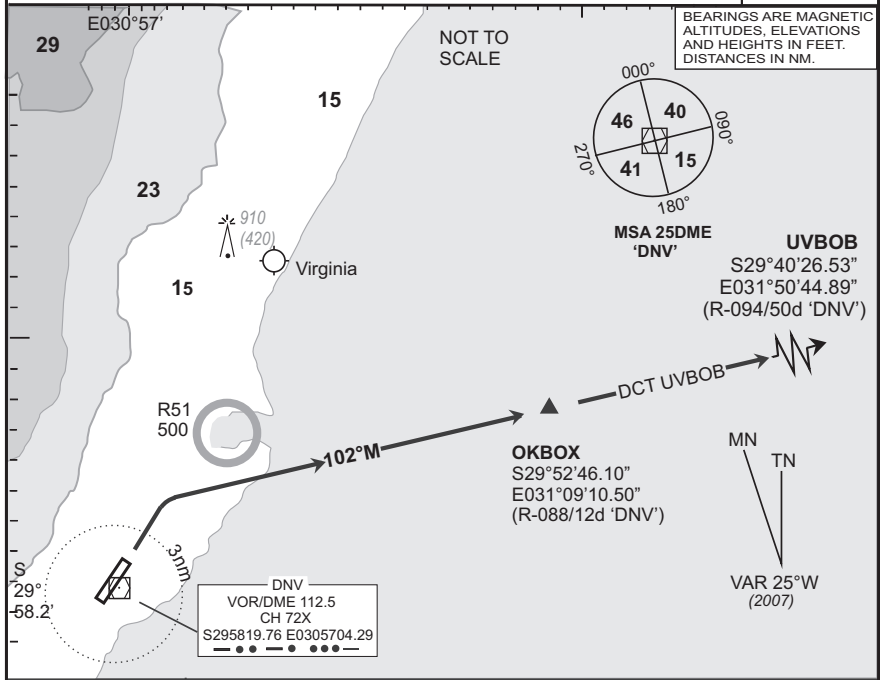 E030°57'
29
NOT TO
SCALE
BEARINGS ARE MAGNETIC
ALTITUDES, ELEVATIONS
AND HEIGHTS IN FEET.
DISTANCES IN NM.
15
000°
46
40
090°
270°
41
15
180°
MSA 25DME
‘DNV’
23
910
(420)
Virginia
15
UVBOB
S29°40’26.53”
E031°50’44.89”
(R-094/50d ‘DNV’)
DCT UVBOB
R51
500
102°M
OKBOX
S29°52’46.10”
E031°09’10.50”
(R-088/12d ‘DNV’)
MN
TN
VAR 25°W
(2007)
3nm
S
29°
58.2'
DNV
VOR/DME 112.5
CH 72X
S295819.76 E0305704.29